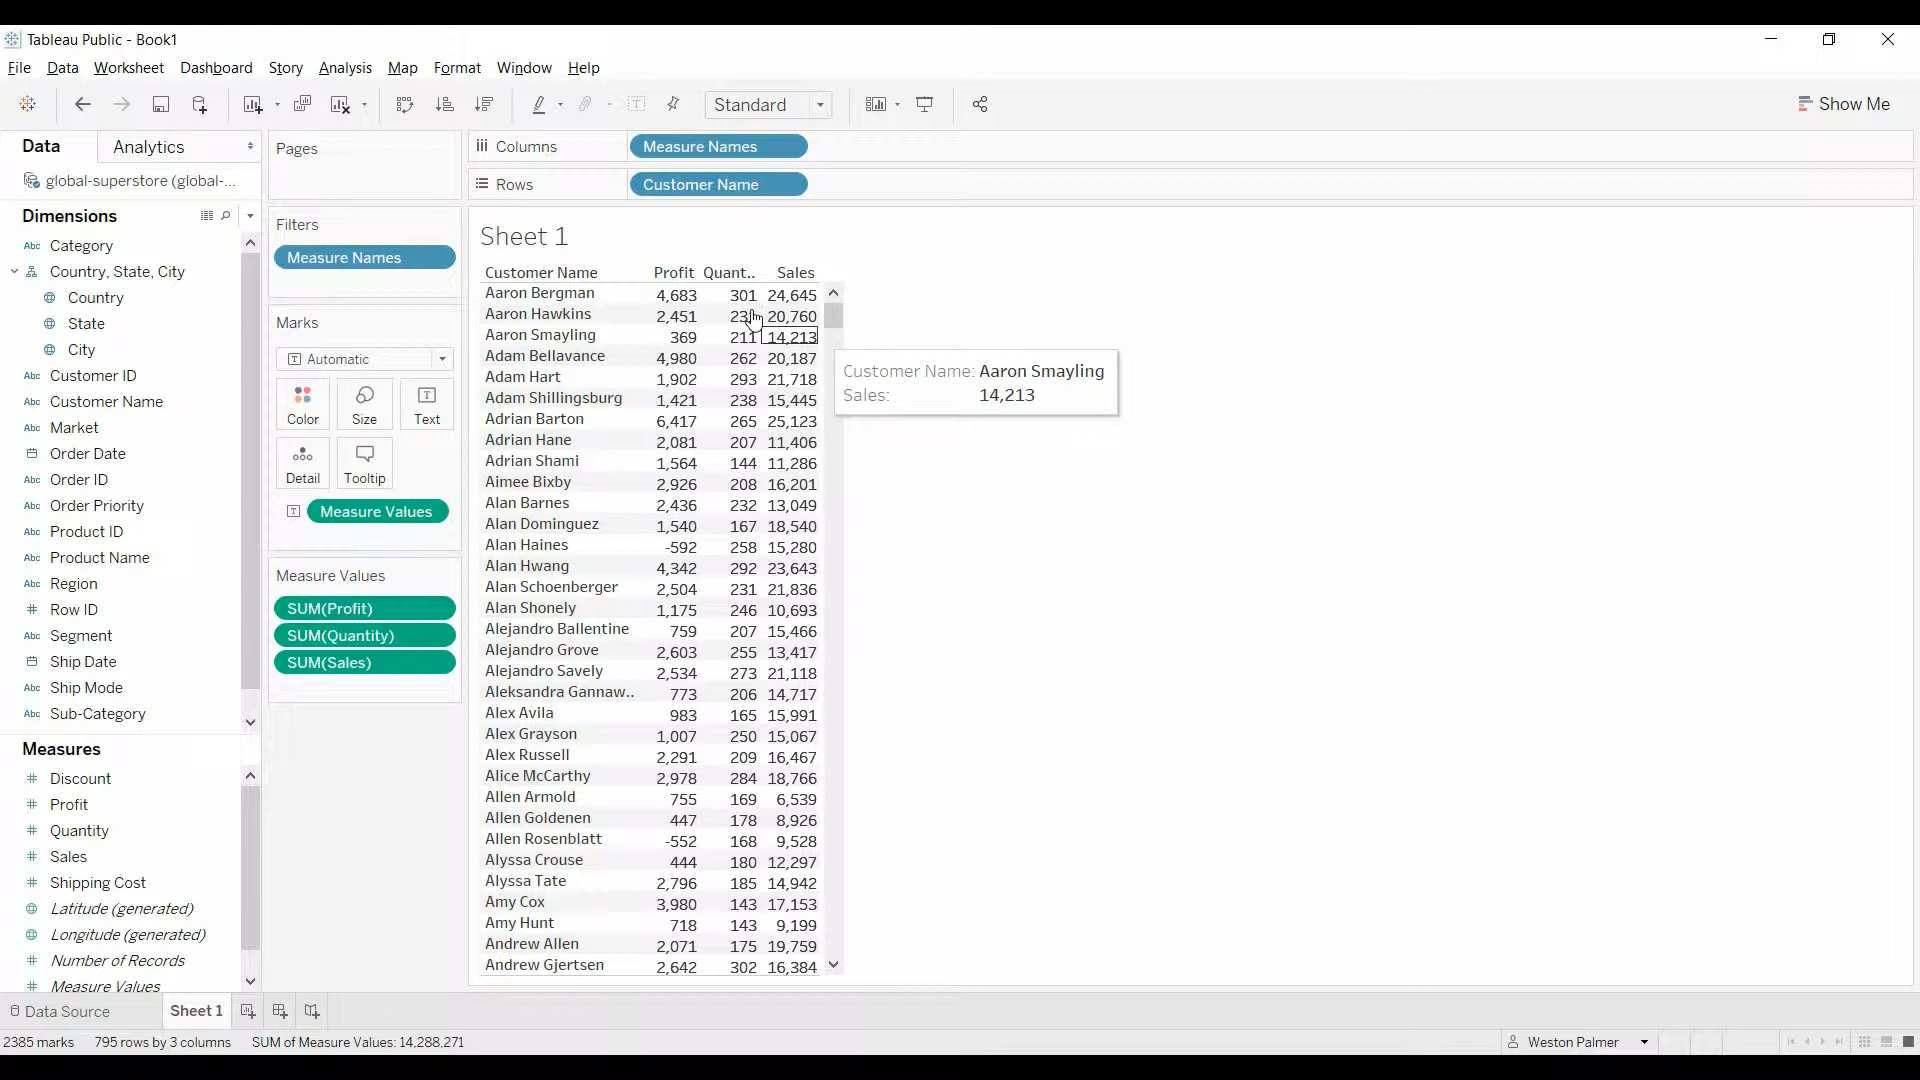 Tableau Public - Book1
File Data Worksheet Dashboard Story Analysis Map Format Window Help
Standard
Show Me
Data Analytics
global-superstore (global-...
Dimensions
Abc Category
Country, State, City
Country
State
City
Abc Customer ID
Abc Customer Name
Abc Market
Order Date
Abc Order ID
Abc Order Priority
Abc Product ID
Abc Product Name
Abc Region
# Row ID
Abc Segment
Ship Date
Abc Ship Mode
Abc Sub-Category
Measures
# Discount
# Profit
# Quantity
# Sales
# Shipping Cost
Latitude (generated)
Longitude (generated)
# Number of Records
# Measure Values
Pages
Filters
Measure Names
Marks
T Automatic
Color Size Text
Detail Tooltip
T Measure Values
Measure Values
SUM(Profit)
SUM(Quantity)
SUM(Sales)
Columns Measure Names
Rows Customer Name
Sheet 1
Customer Name Profit Quant.. Sales
Aaron Bergman 4,683 301 24,645
Aaron Hawkins 2,451 20,760
Aaron Smayling 369 211 14,213
Adam Bellavance 4,980 262 20,187
Adam Hart 1,902 293 21,718
Adam Shillingsburg 1,421 238 15,445
Adrian Barton 6,417 265 25,123
Adrian Hane 2,081 207 11,406
Adrian Shami 1,564 144 11,286
Aimee Bixby 2,926 208 16,201
Alan Barnes 2,436 232 13,049
Alan Dominguez 1,540 167 18,540
Alan Haines -592 258 15,280
Alan Hwang 4,342 292 23,643
Alan Schoenberger 2,504 231 21,836
Alan Shonely 1,175 246 10,693
Alejandro Ballentine 759 207 15,466
Alejandro Grove 2,603 255 13,417
Alejandro Savely 2,534 273 21,118
Aleksandra Gannaw.. 773 206 14,717
Alex Avila 983 165 15,991
Alex Grayson 1,007 250 15,067
Alex Russell 2,291 209 16,467
Alice McCarthy 2,978 284 18,766
Allen Armold 755 169 6,539
Allen Goldenen 447 178 8,926
Allen Rosenblatt -552 168 9,528
Alyssa Crouse 444 180 12,297
Alyssa Tate 2,796 185 14,942
Amy Cox 3,980 143 17,153
Amy Hunt 718 143 9,199
Andrew Allen 2,071 175 19,759
Andrew Gjertsen 2,642 302 16,384
Customer Name: Aaron Smayling
Sales: 14,213
Data Source Sheet 1
2385 marks 795 rows by 3 columns SUM of Measure Values: 14,288,271
Weston Palmer